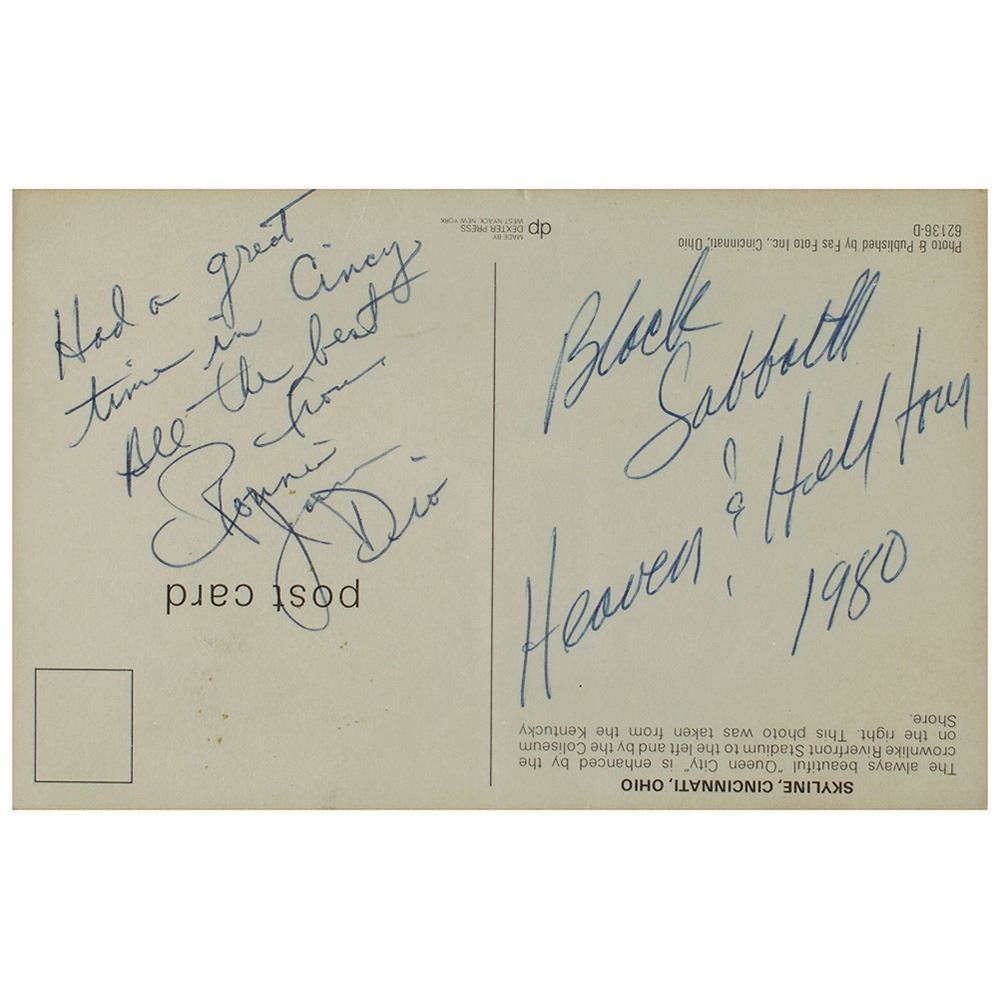 Had a great
time in Cincy
All the best
from
Ronnie
James
Dio
Black
Sabbath
Heaven & Hell tour
1980
post card
SKYLINE, CINCINNATI, OHIO
The always beautiful "Queen City" is enhanced by the
crownlike Riverfront Stadium to the left and by the Coliseum
on the right. This photo was taken from the Kentucky
Shore.
dp
MADE BY
DEXTER PRESS
WEST NYACK, NEW YORK
Photo & Published by Fas Foto Inc., Cincinnati, Ohio
62136-D